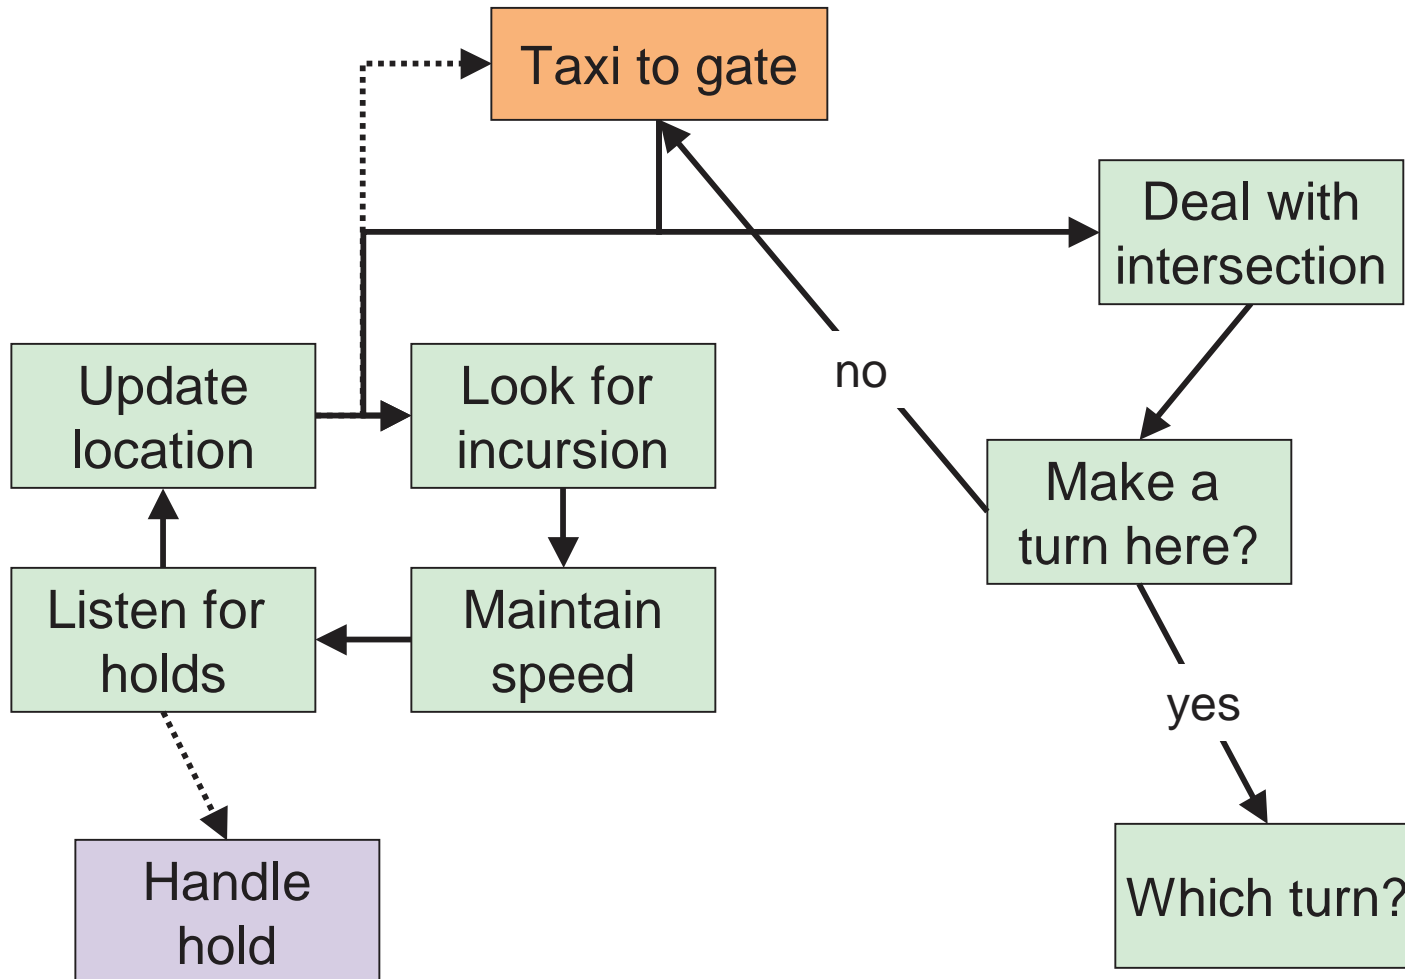 Taxi to gate
Deal with
intersection
no
Update
location
Look for
incursion
Make a
turn here?
Listen for
holds
Maintain
speed
yes
Handle
hold
Which turn?